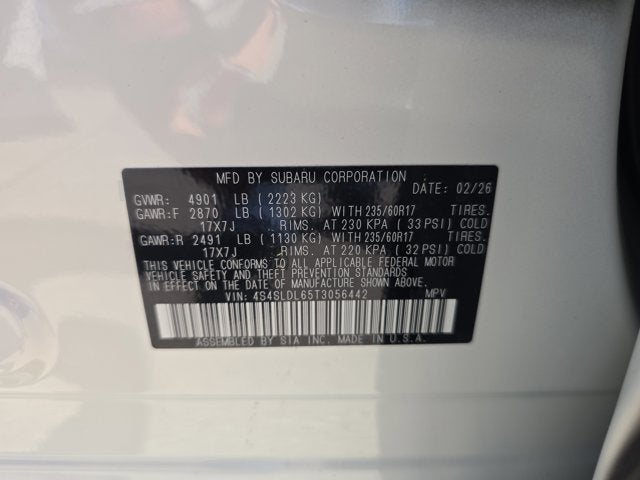 MFD BY SUBARU CORPORATION
DATE: 02/26
GVWR: 4901 LB (2223 KG)
GAWR:F 2870 LB (1302 KG) WITH 235/60R17 TIRES.
17X7J RIMS. AT 230 KPA (33 PSI) COLD
GAWR:R 2491 LB (1130 KG) WITH 235/60R17 TIRES.
17X7J RIMS. AT 220 KPA (32 PSI) COLD
THIS VEHICLE CONFORMS TO ALL APPLICABLE FEDERAL MOTOR
VEHICLE SAFETY AND THEFT PREVENTION STANDARDS
IN EFFECT ON THE DATE OF MANUFACTURE SHOWN ABOVE.
VIN: 4S4SLDL65T3056442 MPV
ASSEMBLED BY SIA INC. IN U.S.A.